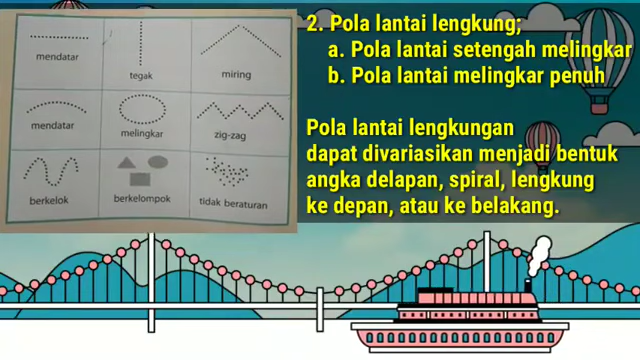 mendatar
tegak
miring
mendatar
melingkar
zig-zag
berkelok
berkelompok
tidak beraturan
2. Pola lantai lengkung;
a. Pola lantai setengah melingkar
b. Pola lantai melingkar penuh
Pola lantai lengkungan
dapat divariasikan menjadi bentuk
angka delapan, spiral, lengkung
ke depan, atau ke belakang.